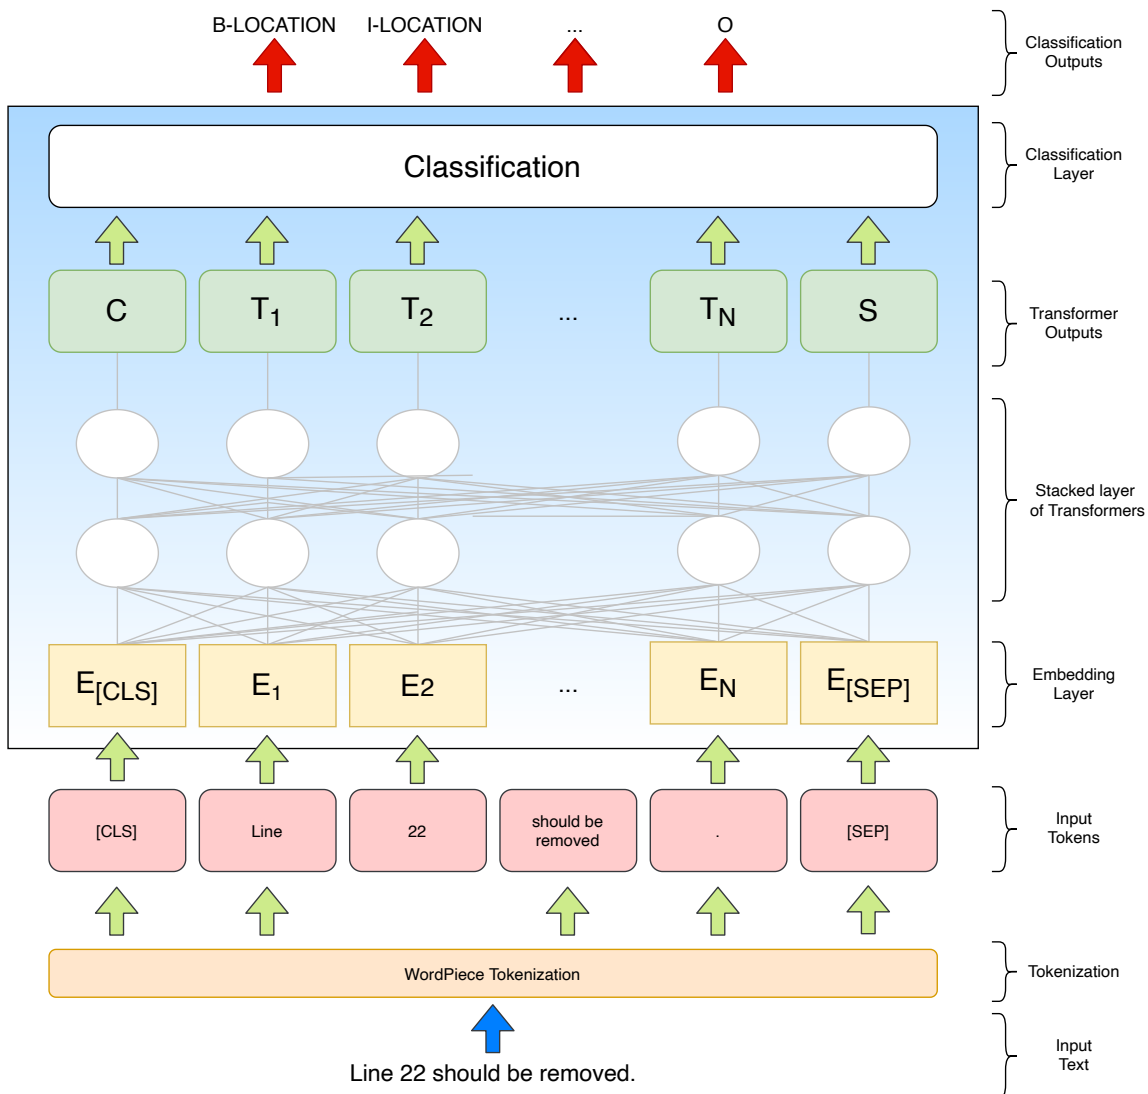 B-LOCATION I-LOCATION ... O
Classification
Outputs
Classification
Classification
Layer
C T1 T2 ... TN S
Transformer
Outputs
Stacked layer
of Transformers
E[CLS] E1 E2 ... EN E[SEP]
Embedding
Layer
[CLS] Line 22 should be
removed . [SEP]
Input
Tokens
WordPiece Tokenization
Tokenization
Line 22 should be removed.
Input
Text